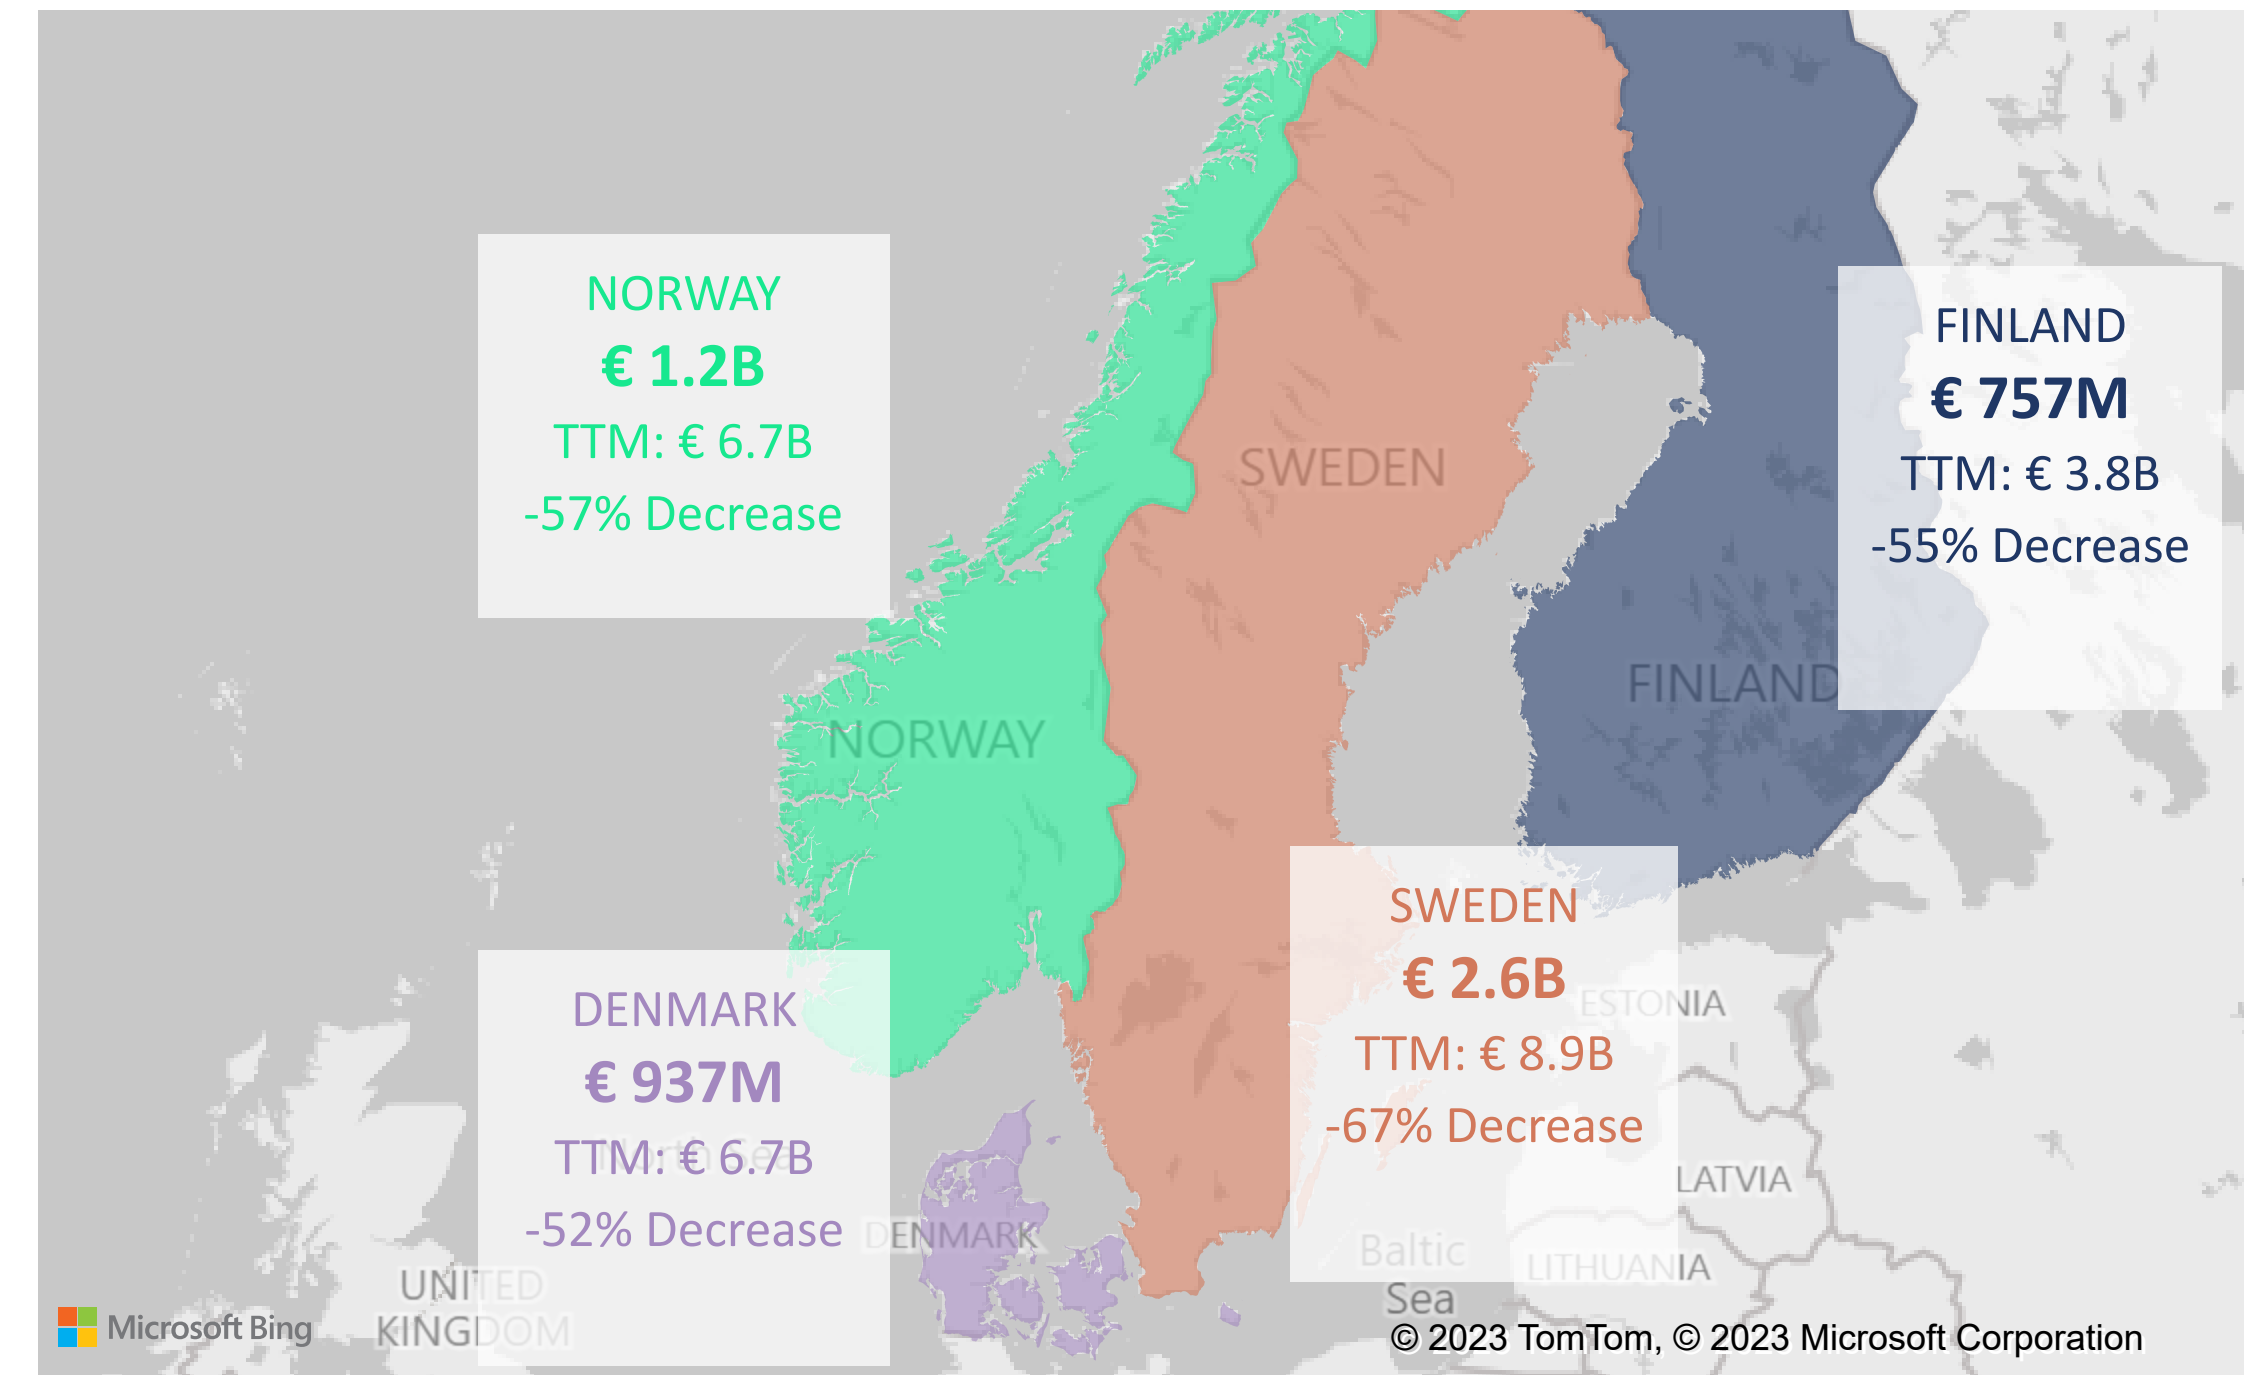 NORWAY
€ 1.2B
TTM: € 6.7B
-57% Decrease
FINLAND
€ 757M
TTM: € 3.8B
-55% Decrease
SWEDEN
FINLAND
NORWAY
SWEDEN
€ 2.6B
TTM: € 8.9B
-67% Decrease
DENMARK
€ 937M
TTM: € 6.7B
-52% Decrease
North Sea
ESTONIA
LATVIA
DENMARK
Baltic
Sea
LITHUANIA
UNITED
KINGDOM
Microsoft Bing
© 2023 TomTom, © 2023 Microsoft Corporation